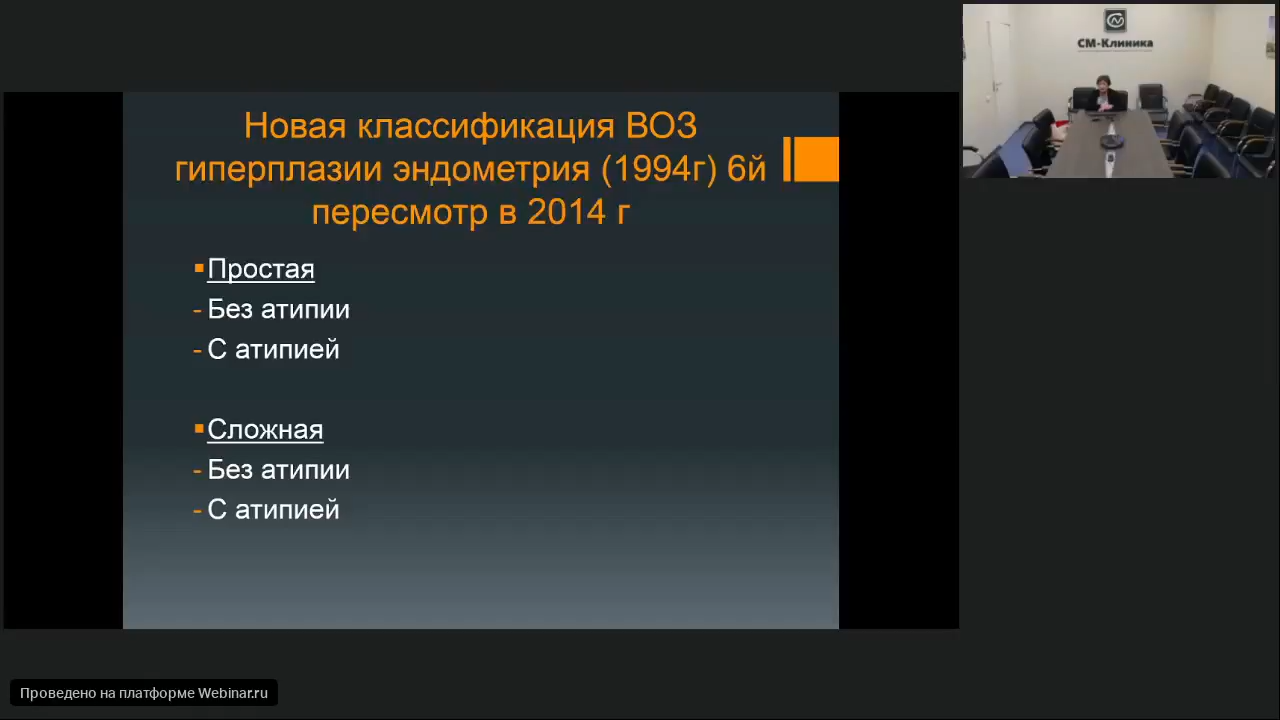 Новая классификация ВОЗ
гиперплазии эндометрия (1994г) 6й
пересмотр в 2014 г
Простая
- Без атипии
- С атипией
Сложная
- Без атипии
- С атипией
СМ-Клиника
Проведено на платформе Webinar.ru